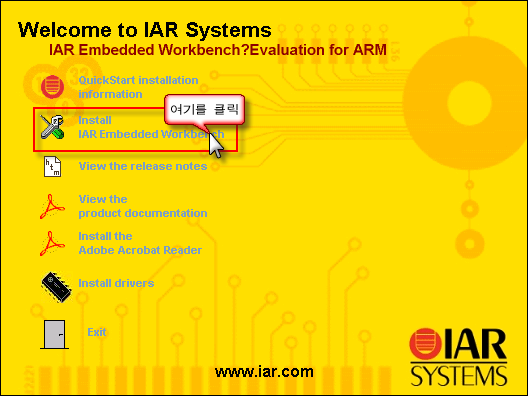 Welcome to IAR Systems
IAR Embedded Workbench?Evaluation for ARM
QuickStart installation
information
여기를 클릭
Install
IAR Embedded Workbench
h t m
View the release notes
View the
product documentation
Install the
Adobe Acrobat Reader
Install drivers
Exit
www.iar.com
IAR
SYSTEMS